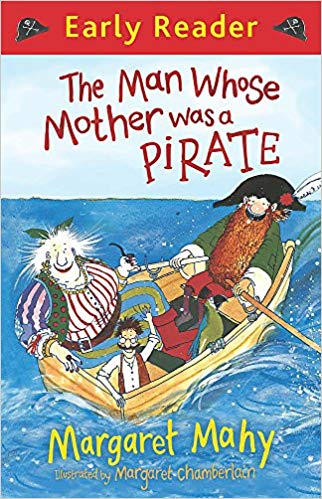 Early Reader
The Man Whose
Mother was a
PiRATE
Margaret Mahy
Illustrated by Margaret Chamberlain